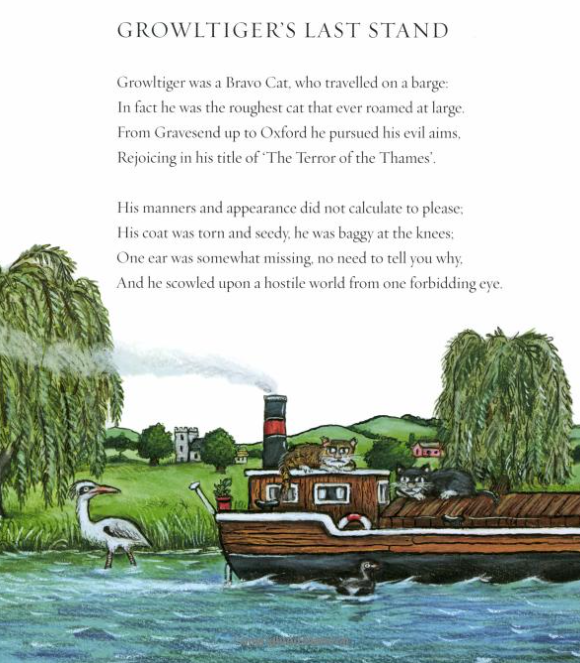 GROWLTIGER'S LAST STAND
Growltiger was a Bravo Cat, who travelled on a barge:
In fact he was the roughest cat that ever roamed at large.
From Gravesend up to Oxford he pursued his evil aims,
Rejoicing in his title of 'The Terror of the Thames'.
His manners and appearance did not calculate to please;
His coat was torn and seedy, he was baggy at the knees;
One ear was somewhat missing, no need to tell you why,
And he scowled upon a hostile world from one forbidding eye.